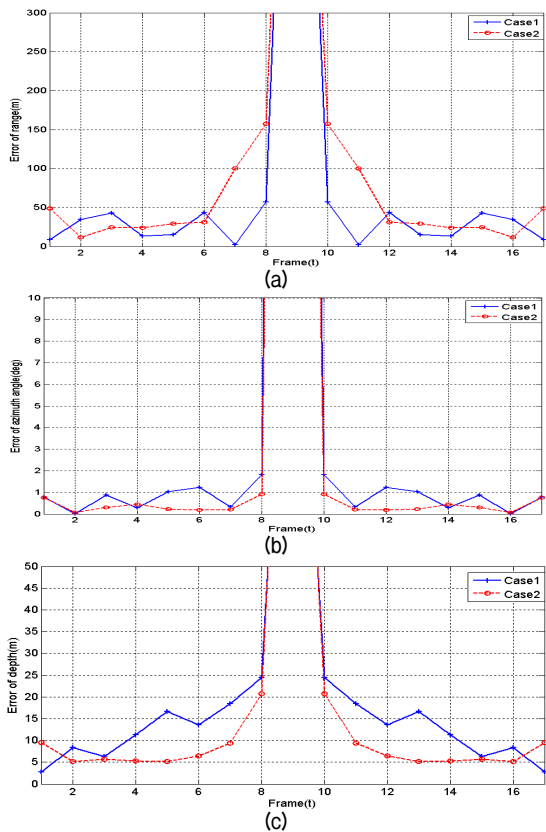 Case1
Case2
300
250
200
150
100
50
0
Error of range(m)
2 4 6 8 10 12 14 16
Frame(t)
(a)
Case1
Case2
10
9
8
7
6
5
4
3
2
1
0
Error of azimuth angle(deg)
2 4 6 8 10 12 14 16
Frame(t)
(b)
Case1
Case2
50
45
40
35
30
25
20
15
10
5
0
Error of depth(m)
2 4 6 8 10 12 14 16
Frame(t)
(c)